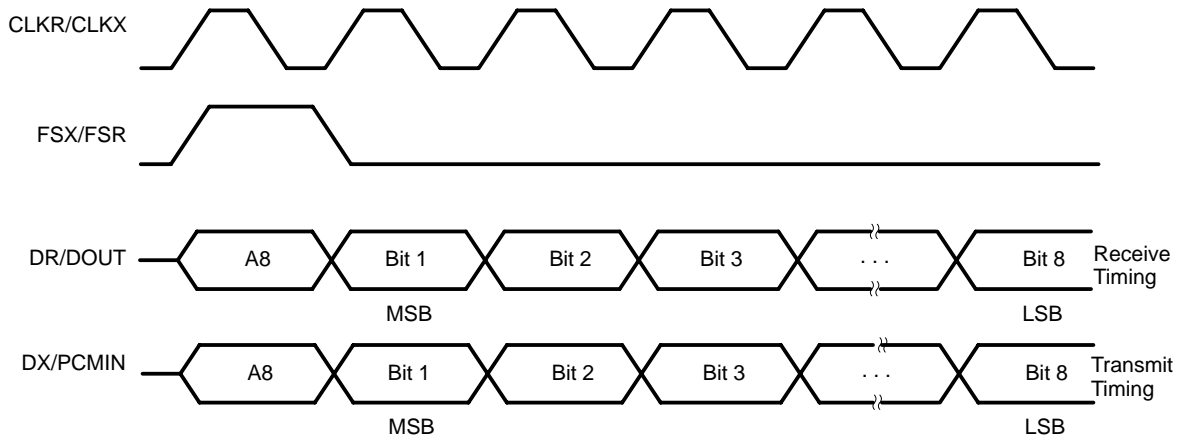 CLKR/CLKX
FSX/FSR
DR/DOUT A8 Bit 1 Bit 2 Bit 3 . . . Bit 8 Receive
Timing
MSB LSB
DX/PCMIN A8 Bit 1 Bit 2 Bit 3 . . . Bit 8 Transmit
Timing
MSB LSB